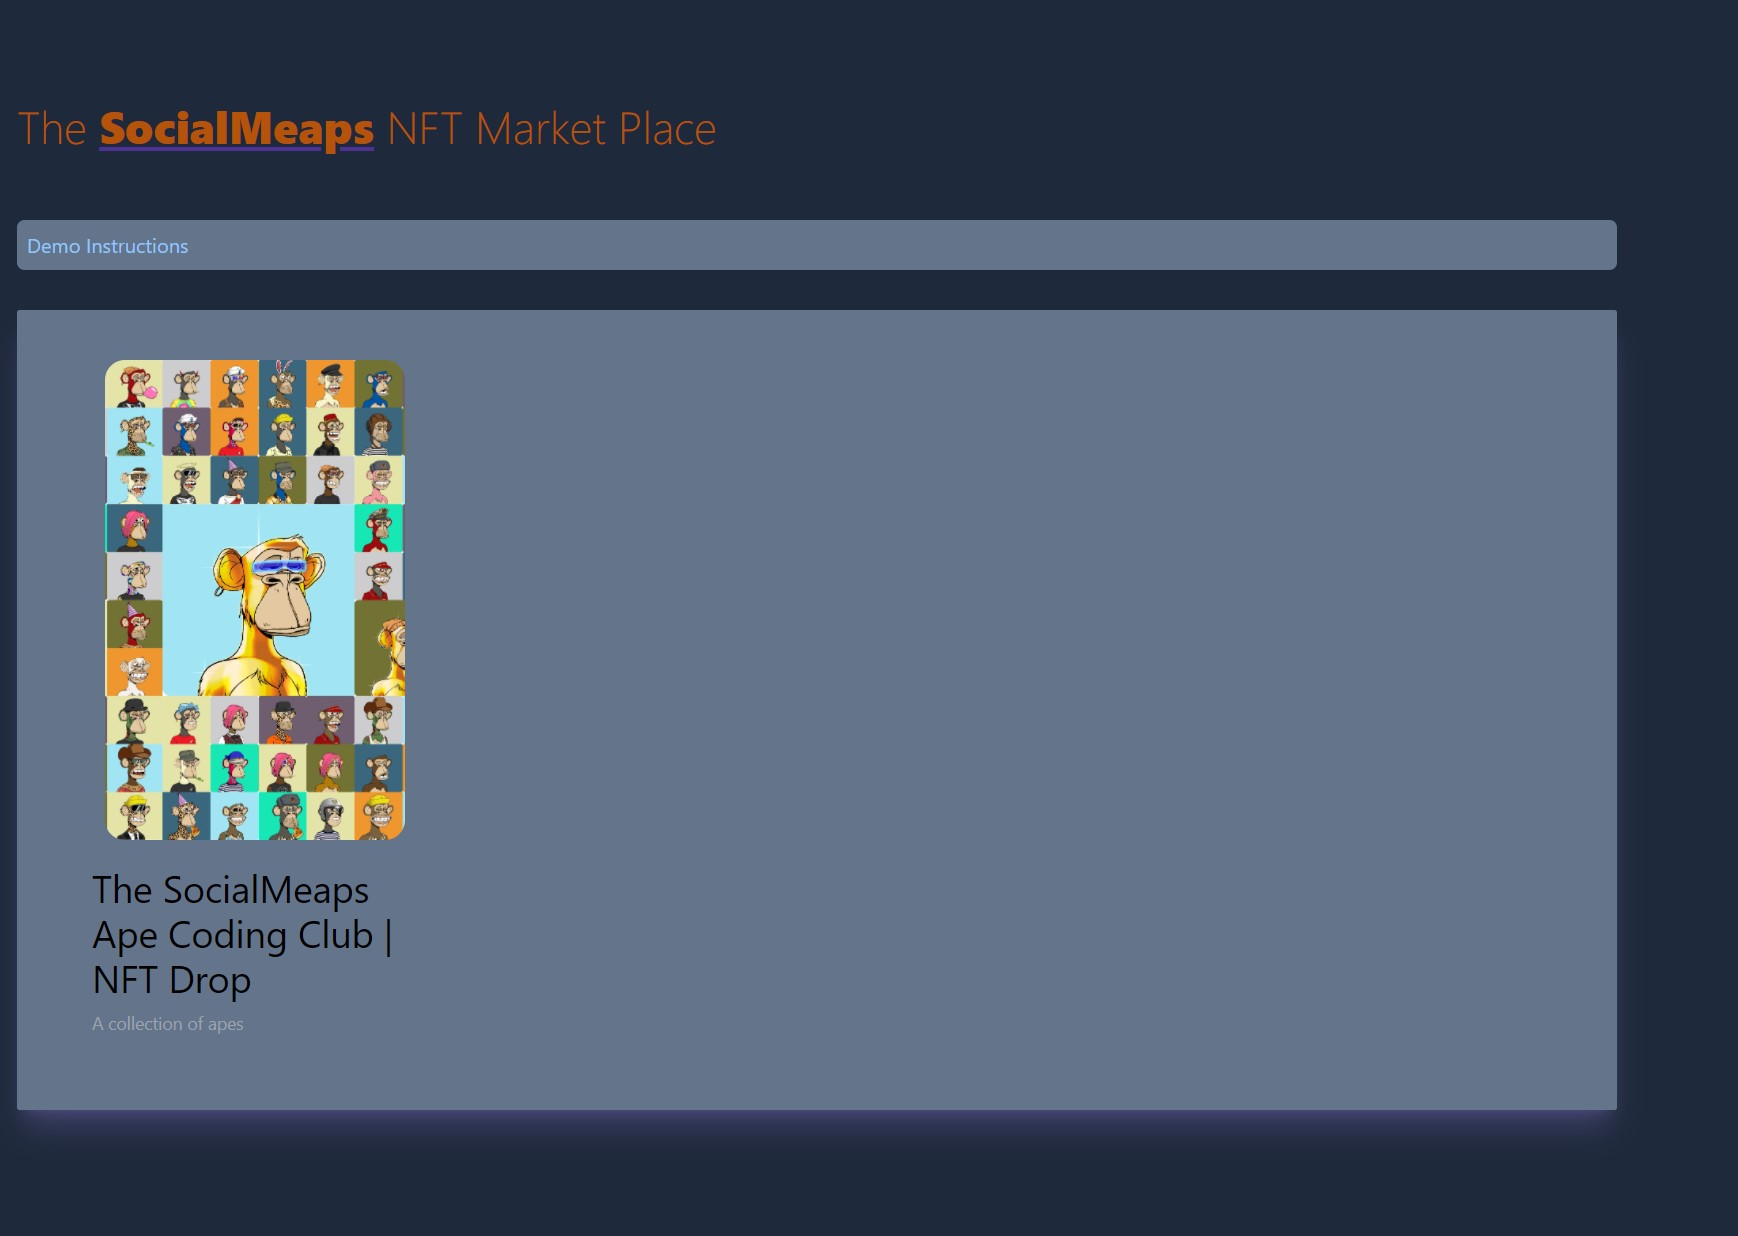 The SocialMeaps NFT Market Place
Demo Instructions
The SocialMeaps
Ape Coding Club |
NFT Drop
A collection of apes